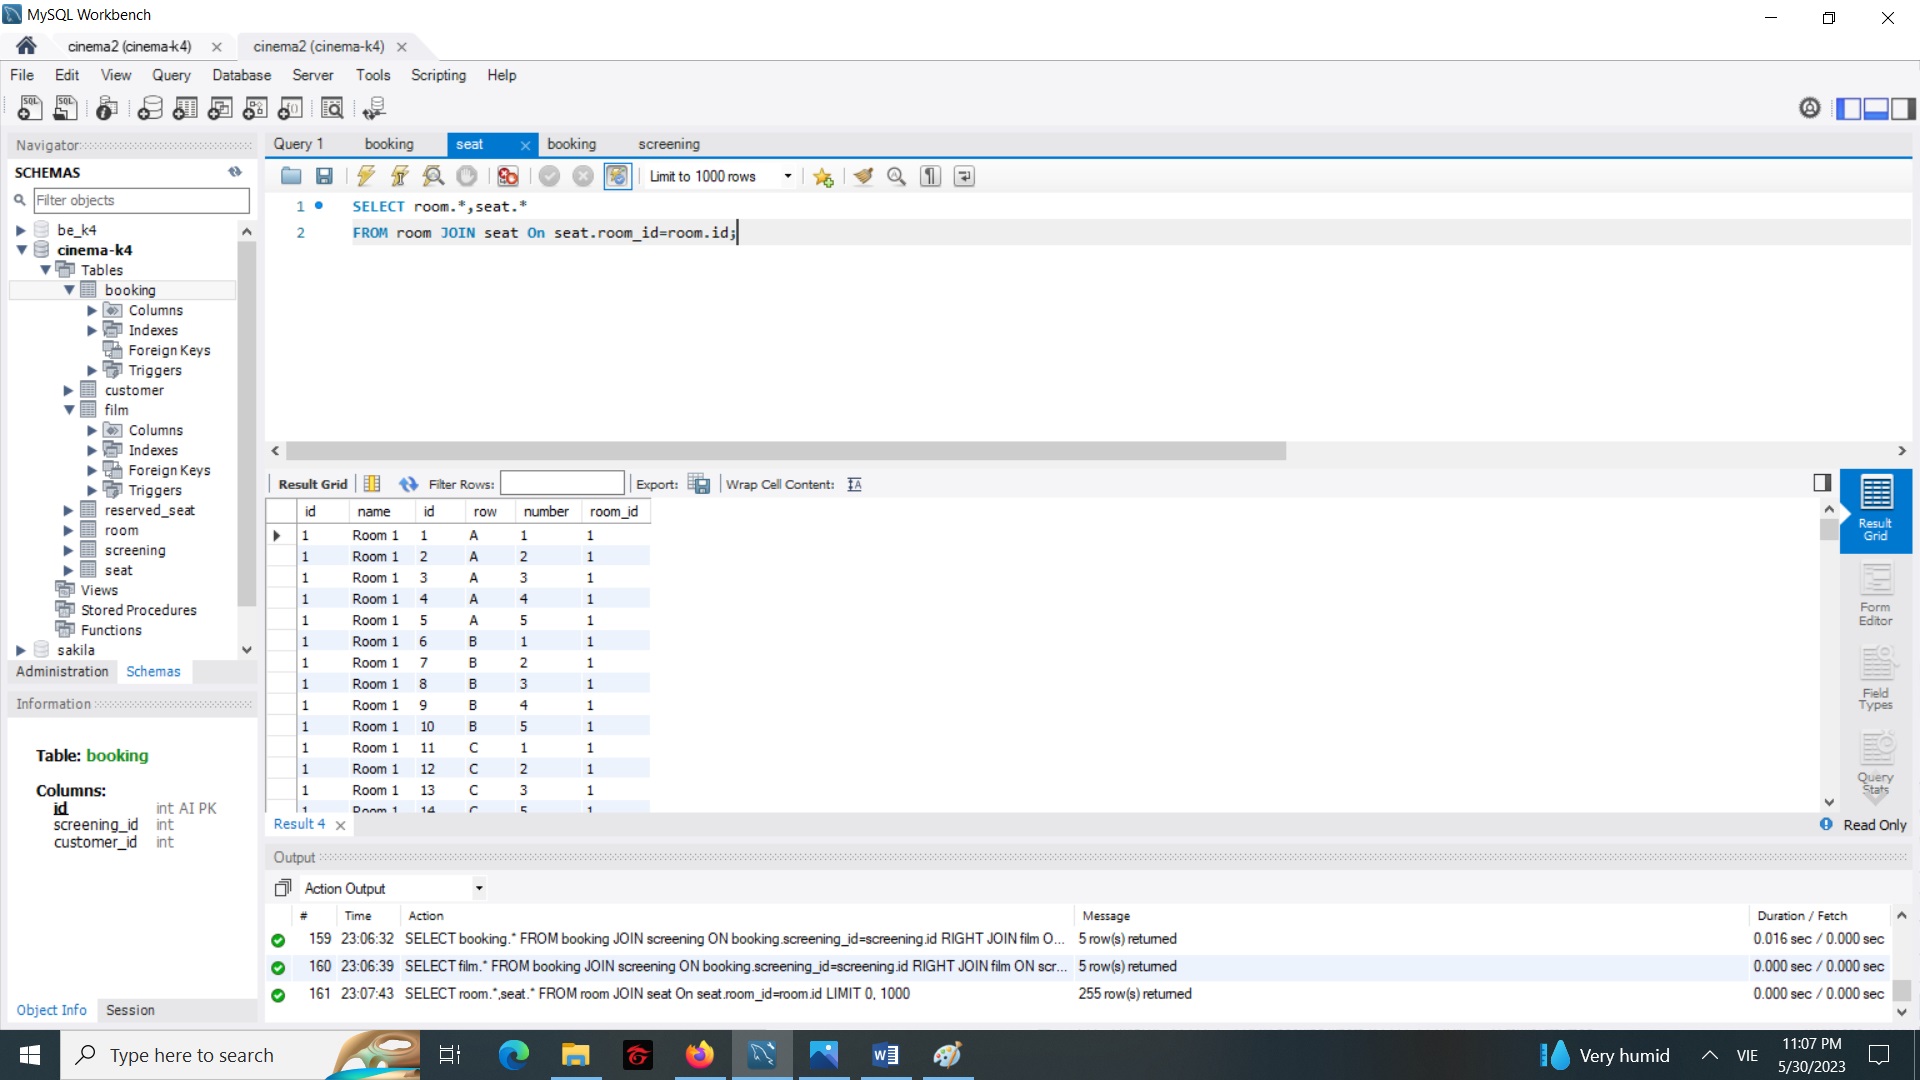 MySQL Workbench
cinema2 (cinema-k4)
cinema2 (cinema-k4)
File Edit View Query Database Server Tools Scripting Help
Navigator
SCHEMAS
Filter objects
be_k4
cinema-k4
Tables
booking
Columns
Indexes
Foreign Keys
Triggers
customer
film
Columns
Indexes
Foreign Keys
Triggers
reserved_seat
room
screening
seat
Views
Stored Procedures
Functions
sakila
Administration Schemas
Information
Table: booking
Columns:
id int AI PK
screening_id int
customer_id int
Object Info Session
Query 1 booking seat booking screening
Limit to 1000 rows
1 SELECT room.*,seat.*
2 FROM room JOIN seat On seat.room_id=room.id;
Result Grid Filter Rows: Export: Wrap Cell Content:
id name id row number room_id
1 Room 1 1 A 1 1
1 Room 1 2 A 2 1
1 Room 1 3 A 3 1
1 Room 1 4 A 4 1
1 Room 1 5 A 5 1
1 Room 1 6 B 1 1
1 Room 1 7 B 2 1
1 Room 1 8 B 3 1
1 Room 1 9 B 4 1
1 Room 1 10 B 5 1
1 Room 1 11 C 1 1
1 Room 1 12 C 2 1
1 Room 1 13 C 3 1
1 Room 1 14 C 5 1
Result Grid
Form Editor
Field Types
Query Stats
Result 4
Read Only
Output
Action Output
# Time Action Message Duration / Fetch
159 23:06:32 SELECT booking.* FROM booking JOIN screening ON booking.screening_id=screening.id RIGHT JOIN film O... 5 row(s) returned 0.016 sec / 0.000 sec
160 23:06:39 SELECT film.* FROM booking JOIN screening ON booking.screening_id=screening.id RIGHT JOIN film ON scr... 5 row(s) returned 0.000 sec / 0.000 sec
161 23:07:43 SELECT room.*,seat.* FROM room JOIN seat On seat.room_id=room.id LIMIT 0, 1000 255 row(s) returned 0.000 sec / 0.000 sec
Type here to search
Very humid
VIE
11:07 PM
5/30/2023